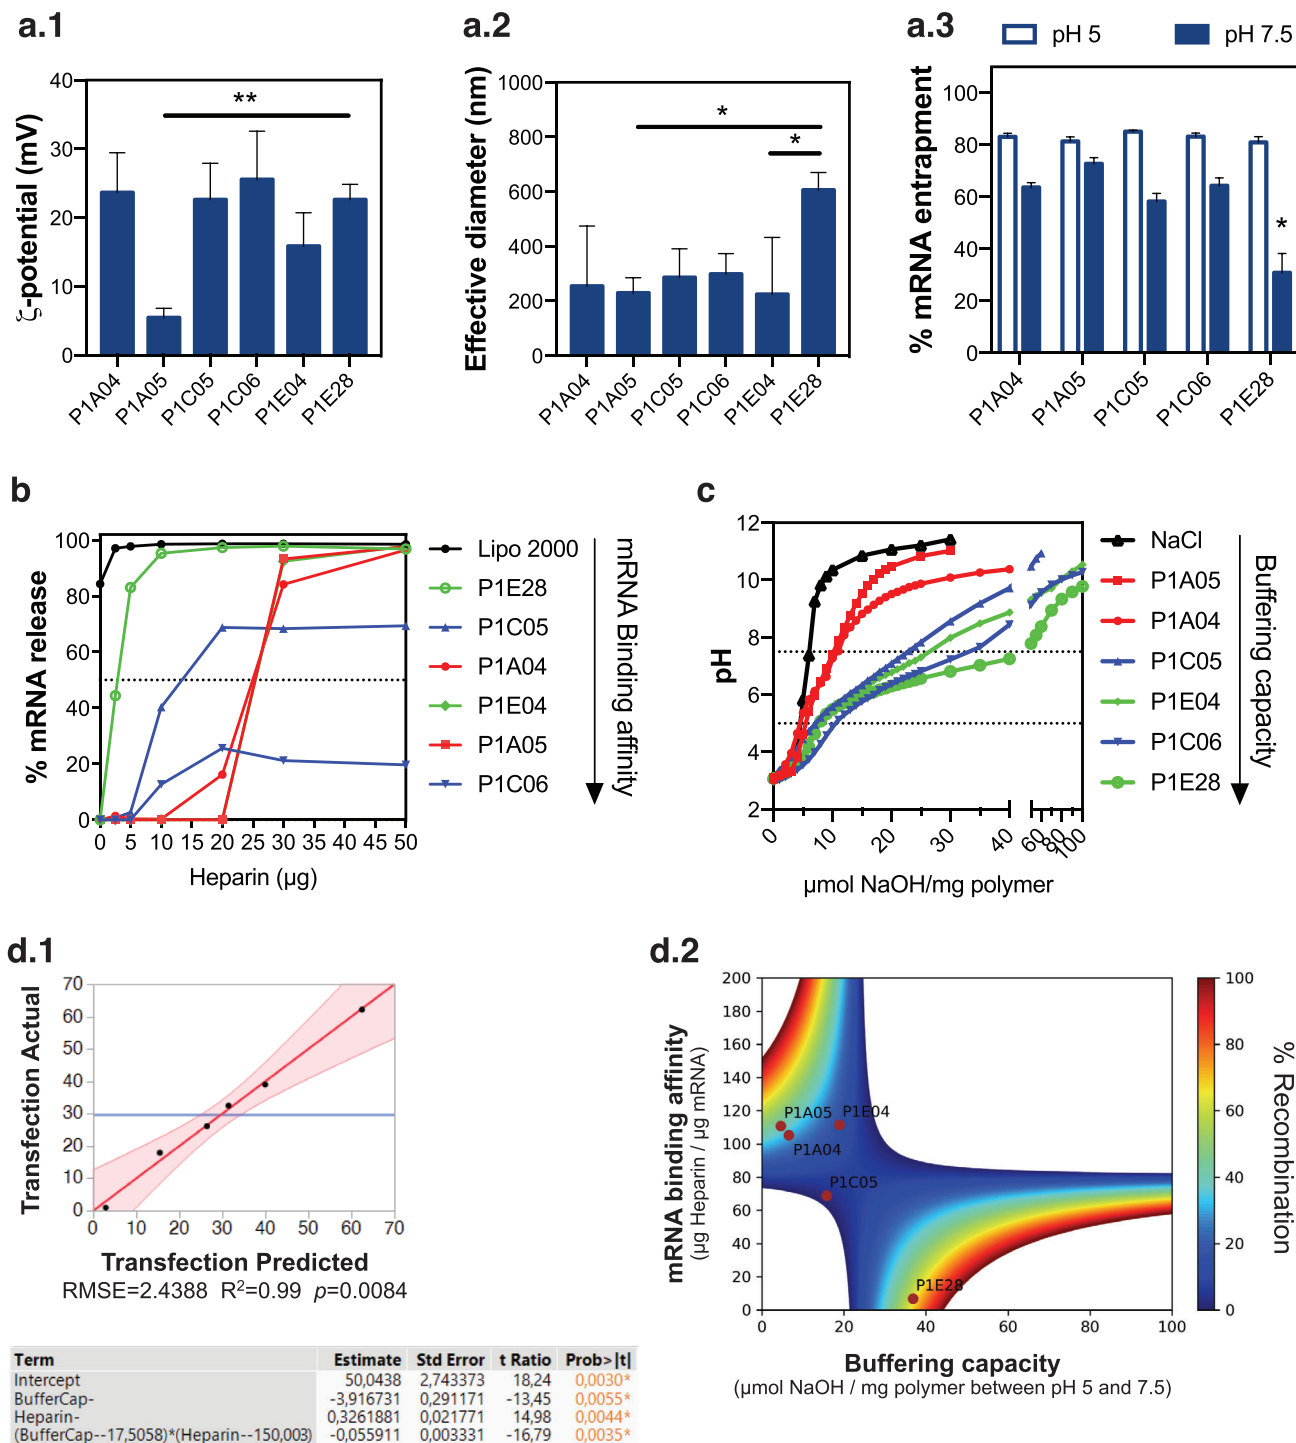 a.1
ζ-potential (mV)
40
30
20
10
0
**
P1A04
P1A05
P1C05
P1C06
P1E04
P1E28
a.2
Effective diameter (nm)
1000
800
600
400
200
0
*
*
P1A04
P1A05
P1C05
P1C06
P1E04
P1E28
a.3
pH 5
pH 7.5
% mRNA entrapment
100
80
60
40
20
0
*
P1A04
P1A05
P1C05
P1C06
P1E28
b
% mRNA release
100
80
60
40
20
0
0 5 10 15 20 25 30 35 40 45 50
Heparin (µg)
Lipo 2000
P1E28
P1C05
P1A04
P1E04
P1A05
P1C06
mRNA Binding affinity
c
pH
12
10
8
6
4
2
0 10 20 30 40 60 80 100
µmol NaOH/mg polymer
NaCl
P1A05
P1A04
P1C05
P1E04
P1C06
P1E28
Buffering capacity
d.1
Transfection Actual
70
60
50
40
30
20
10
0
0 10 20 30 40 50 60 70
Transfection Predicted
RMSE=2.4388 R²=0.99 p=0.0084
Term Estimate Std Error t Ratio Prob>|t|
Intercept 50,0438 2,743373 18,24 0,0030*
BufferCap- -3,916731 0,291171 -13,45 0,0055*
Heparin- 0,3261881 0,021771 14,98 0,0044*
(BufferCap--17,5058)*(Heparin--150,003) -0,055911 0,003331 -16,79 0,0035*
d.2
mRNA binding affinity
(µg Heparin / µg mRNA)
200
180
160
140
120
100
80
60
40
20
0
P1A05 P1E04
P1A04
P1C05
P1E28
0 20 40 60 80 100
Buffering capacity
(µmol NaOH / mg polymer between pH 5 and 7.5)
100
80
60
40
20
0
% Recombination